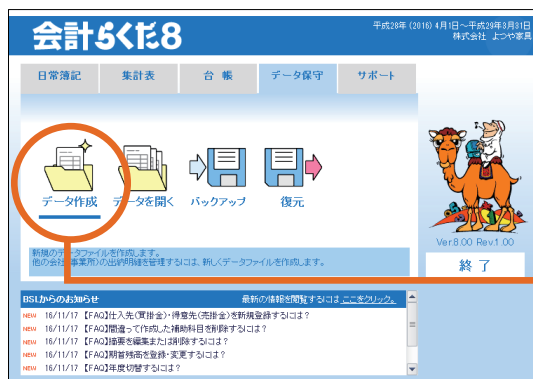 会計らくだ8
平成28年(2016)4月1日～平成29年3月31日
株式会社 よつや家具
日常簿記 集計表 台 帳 データ保守 サポート
データ作成 データを開く バックアップ 復元
新規のデータファイルを作成します。
他の会社(事業所)の出納明細を管理するには、新しくデータファイルを作成します。
Ver.8.00 Rev.1.00
終 了
BSLからのお知らせ 最新の情報を閲覧するには ここをクリック。
NEW 16/11/17 【FAQ】仕入先(買掛金)・得意先(売掛金)を新規登録するには?
NEW 16/11/17 【FAQ】間違って作成した補助科目を削除するには?
NEW 16/11/17 【FAQ】摘要を編集または削除するには?
NEW 16/11/17 【FAQ】期首残高を登録・変更するには?
NEW 16/11/17 【FAQ】年度切替するには?